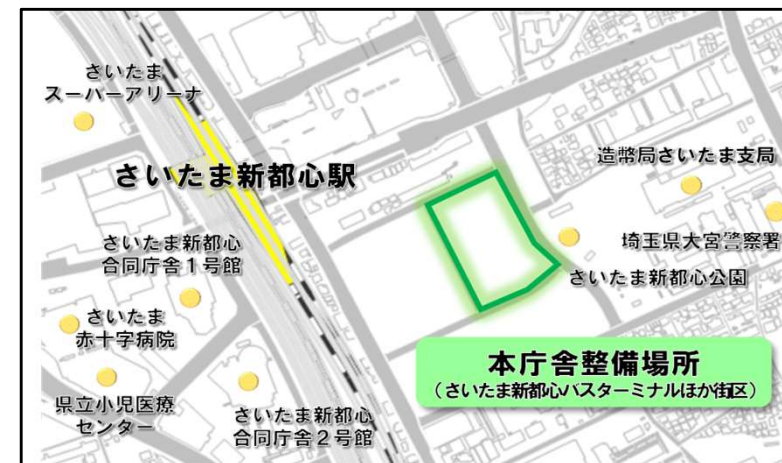 さいたま
スーパーアリーナ
さいたま新都心駅
造幣局さいたま支局
さいたま新都心
合同庁舎1号館
埼玉県大宮警察署
さいたま新都心公園
さいたま
赤十字病院
本庁舎整備場所
（さいたま新都心バスターミナルほか街区）
県立小児医療
センター
さいたま新都心
合同庁舎2号館